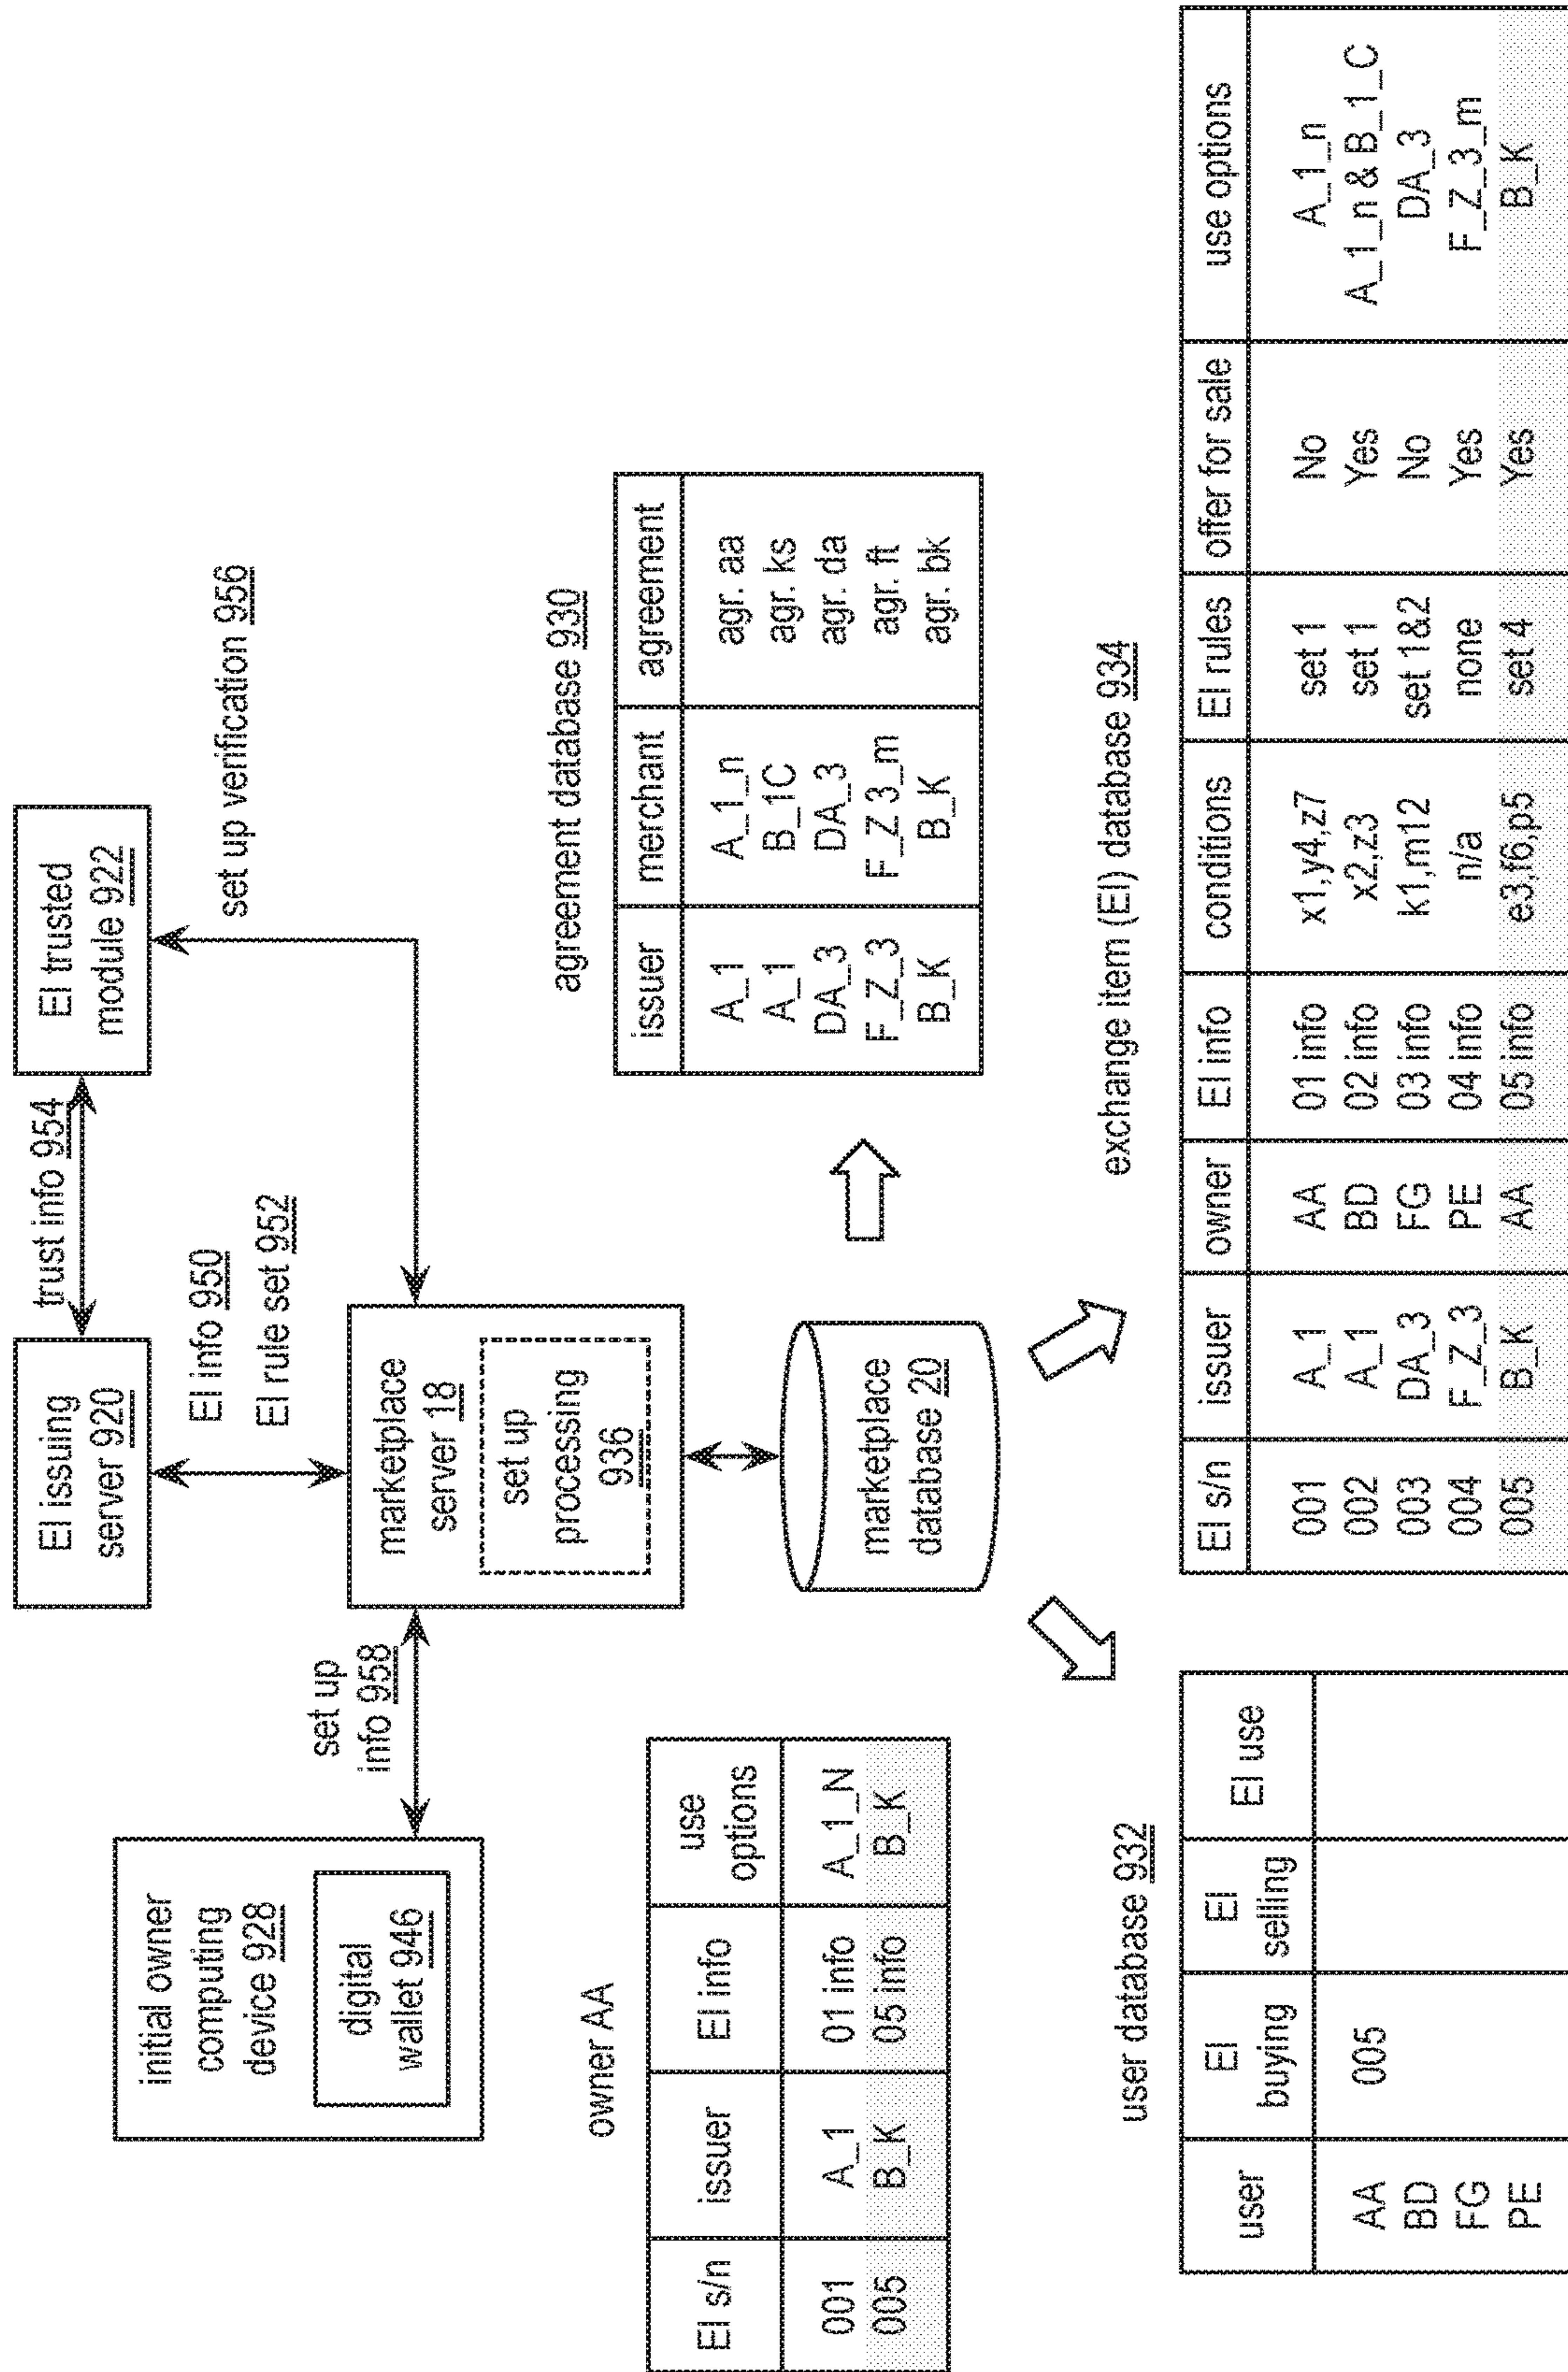 EI issuing
server 920
trust info 954
EI trusted
module 922
EI info 950
EI rule set 952
set up verification 956
initial owner
computing
device 928
digital
wallet 946
set up
info 958
marketplace
server 18
set up
processing
936
marketplace
database 20
agreement database 930
issuer merchant agreement
A_1 A_1_n agr. aa
A_1 B_1C agr. ks
DA_3 DA_3 agr. da
F_Z_3 F_Z 3_m agr. ft
B_K B_K agr. bk
owner AA
EI s/n issuer EI info use options
001 A_1 01 info A_1_N
005 B_K 05 info B_K
user database 932
user EI buying EI selling EI use
AA 005
BD
FG
PE
exchange item (EI) database 934
EI s/n issuer owner EI info conditions EI rules offer for sale use options
001 A_1 AA 01 info x1,y4,z7 set 1 No A_1_n
002 A_1 BD 02 info x2,z3 set 1 Yes A_1_n & B_1_C
003 DA_3 FG 03 info k1,m12 set 1&2 No DA_3
004 F_Z_3 PE 04 info n/a none Yes F_Z_3_m
005 B_K AA 05 info e3,f6,p5 set 4 Yes B_K